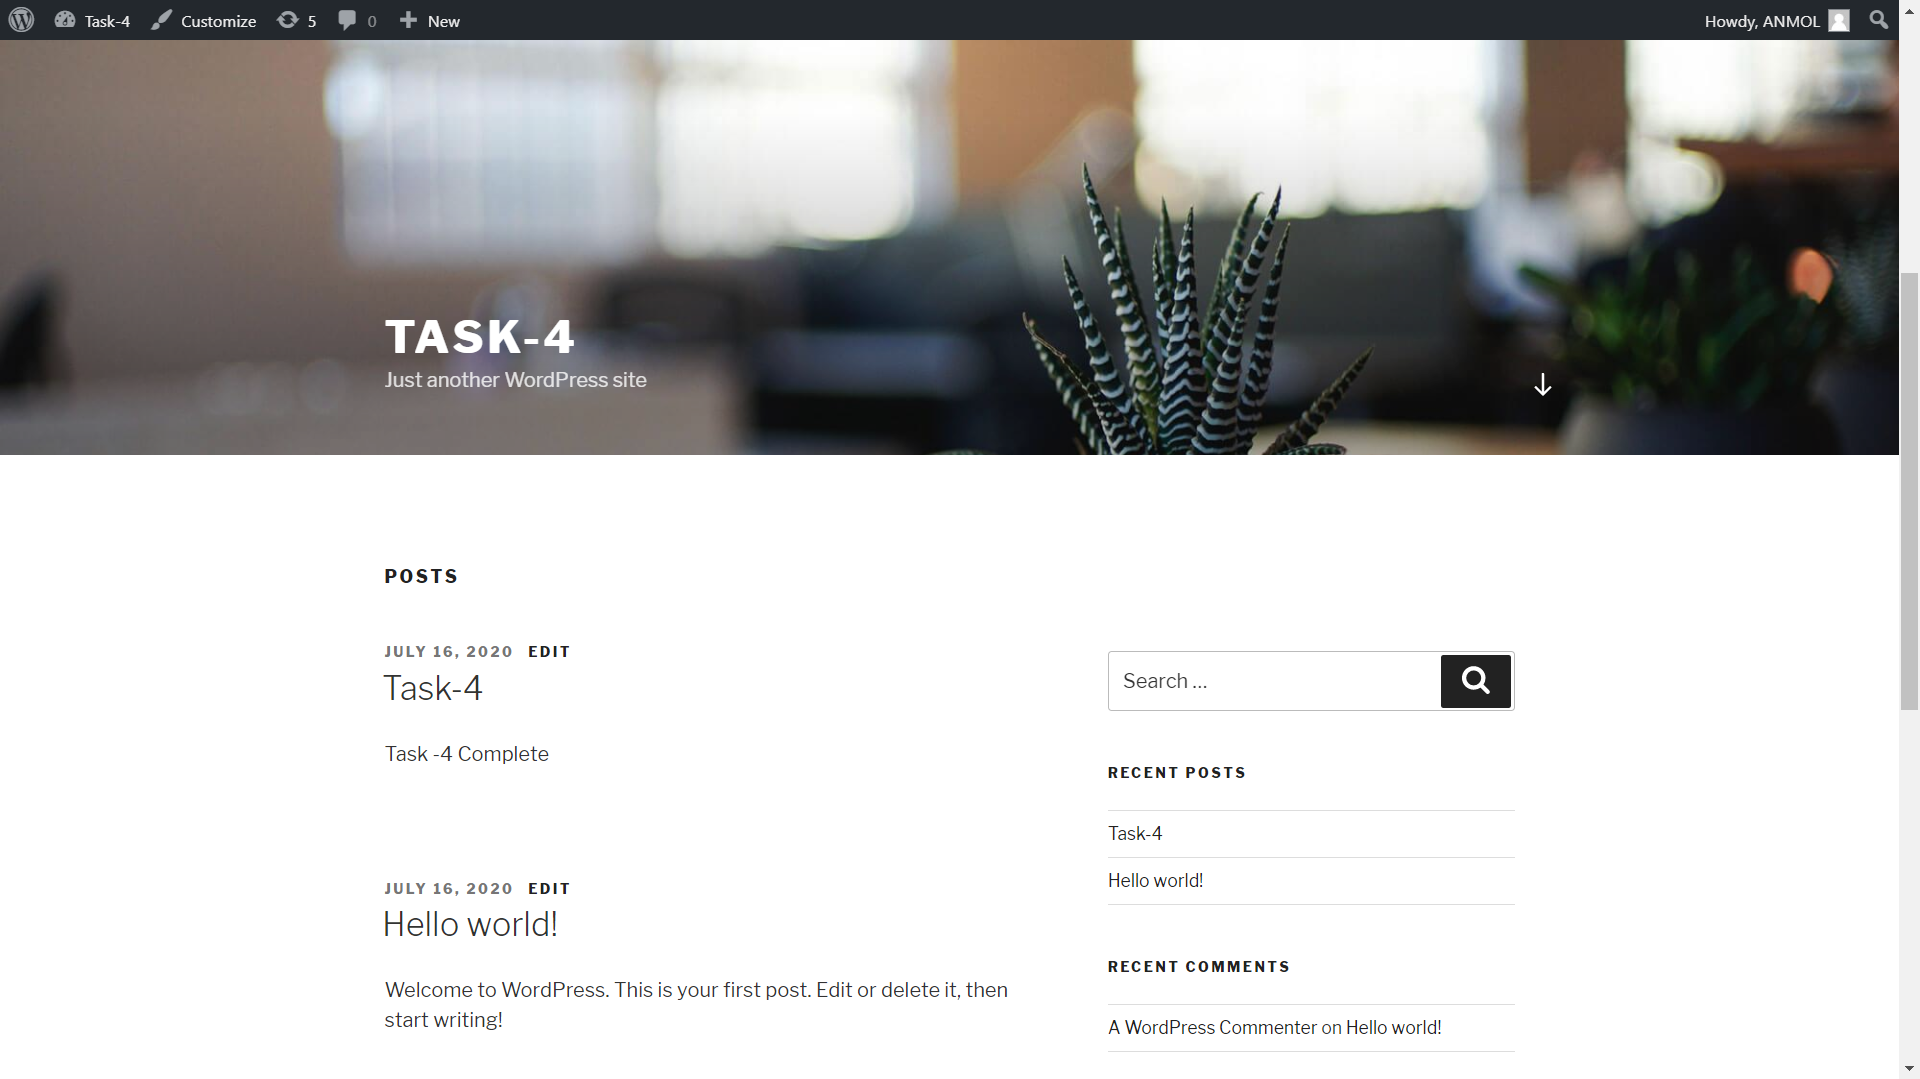 Task-4 Customize 5 0 New Howdy, ANMOL
TASK-4
Just another WordPress site
POSTS
JULY 16, 2020 EDIT
Task-4
Task -4 Complete
JULY 16, 2020 EDIT
Hello world!
Welcome to WordPress. This is your first post. Edit or delete it, then
start writing!
Search …
RECENT POSTS
Task-4
Hello world!
RECENT COMMENTS
A WordPress Commenter on Hello world!